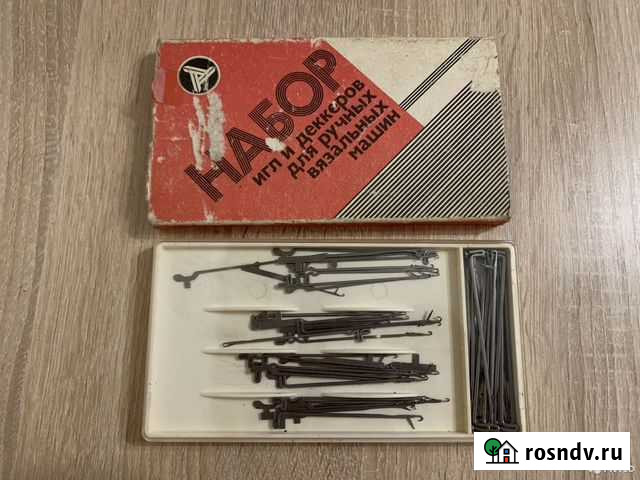 НАБОР
игл и деккеров
для ручных
вязальных
машин
rosndv.ru